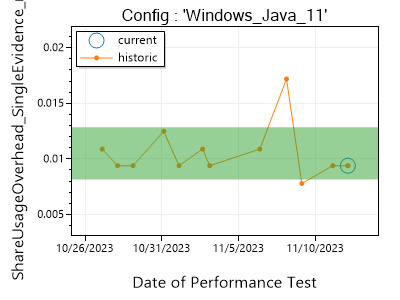 Config : 'Windows_Java_11'
ShareUsageOverhead_SingleEvidence_
current
historic
0.02
0.015
0.01
0.005
10/26/2023
10/31/2023
11/5/2023
11/10/2023
Date of Performance Test